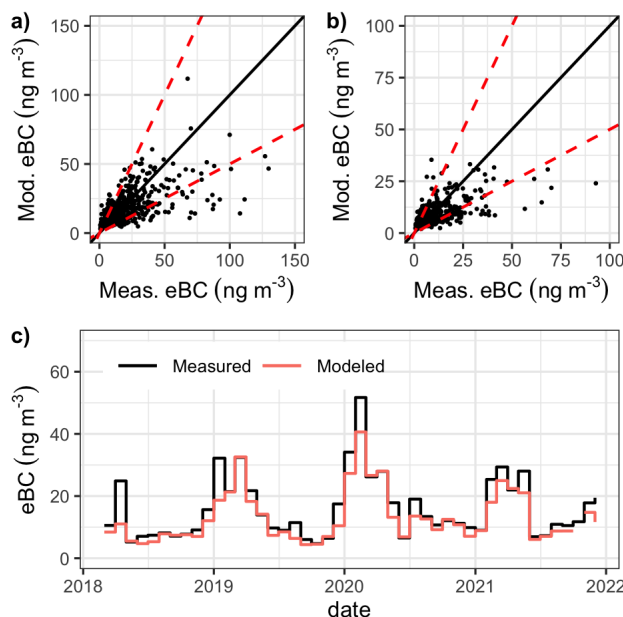 a)
150
100
50
0
0
50
100
150
Mod. eBC (ng m⁻³)
Meas. eBC (ng m⁻³)
b)
100
75
50
25
0
0
25
50
75
100
Mod. eBC (ng m⁻³)
Meas. eBC (ng m⁻³)
c)
Measured
Modeled
60
40
20
0
eBC (ng m⁻³)
2018
2019
2020
2021
2022
date